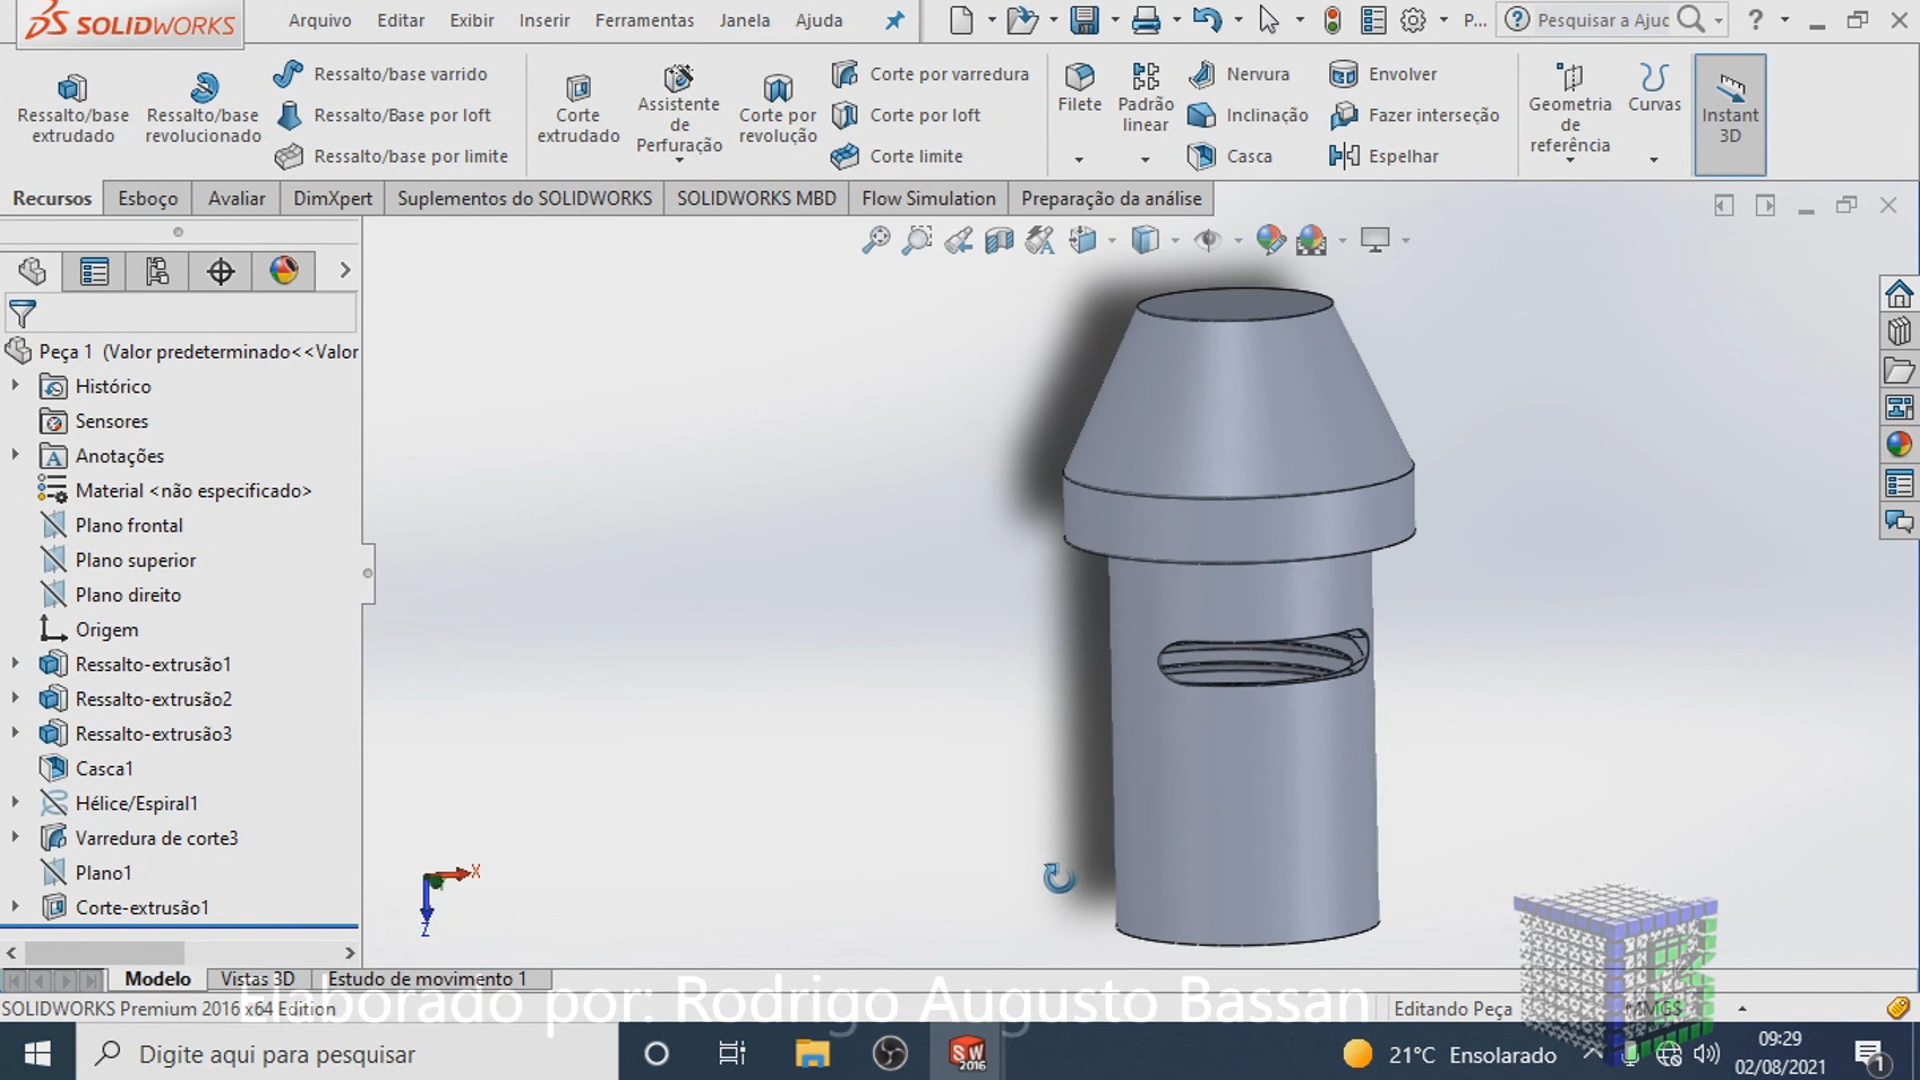 SOLIDWORKS
Arquivo Editar Exibir Inserir Ferramentas Janela Ajuda
P...
Pesquisar a Ajuc
Ressalto/base extrudado
Ressalto/base revolucionado
Ressalto/base varrido
Ressalto/Base por loft
Ressalto/base por limite
Corte extrudado
Assistente de Perfuração
Corte por revolução
Corte por varredura
Corte por loft
Corte limite
Filete
Padrão linear
Nervura
Inclinação
Casca
Envolver
Fazer interseção
Espelhar
Geometria de referência
Curvas
Instant 3D
Recursos Esboço Avaliar DimXpert Suplementos do SOLIDWORKS SOLIDWORKS MBD Flow Simulation Preparação da análise
Peça 1 (Valor predeterminado<<Valor
Histórico
Sensores
Anotações
Material <não especificado>
Plano frontal
Plano superior
Plano direito
Origem
Ressalto-extrusão1
Ressalto-extrusão2
Ressalto-extrusão3
Casca1
Hélice/Espiral1
Varredura de corte3
Plano1
Corte-extrusão1
X
Z
Modelo Vistas 3D Estudo de movimento 1
Elaborado por: Rodrigo Augusto Bassan
SOLIDWORKS Premium 2016 x64 Edition
Editando Peça
MMGS
Digite aqui para pesquisar
SW
2016
21°C Ensolarado
09:29
02/08/2021
1